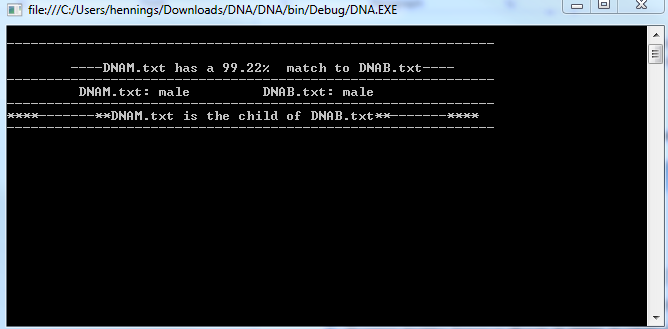 file:///C:/Users/hennings/Downloads/DNA/DNA/bin/Debug/DNA.EXE
-------------------------------------------------------------
----DNAM.txt has a 99.22%  match to DNAB.txt----
-------------------------------------------------------------
DNAM.txt: male         DNAB.txt: male
-------------------------------------------------------------
****-------**DNAM.txt is the child of DNAB.txt**-------****
-------------------------------------------------------------